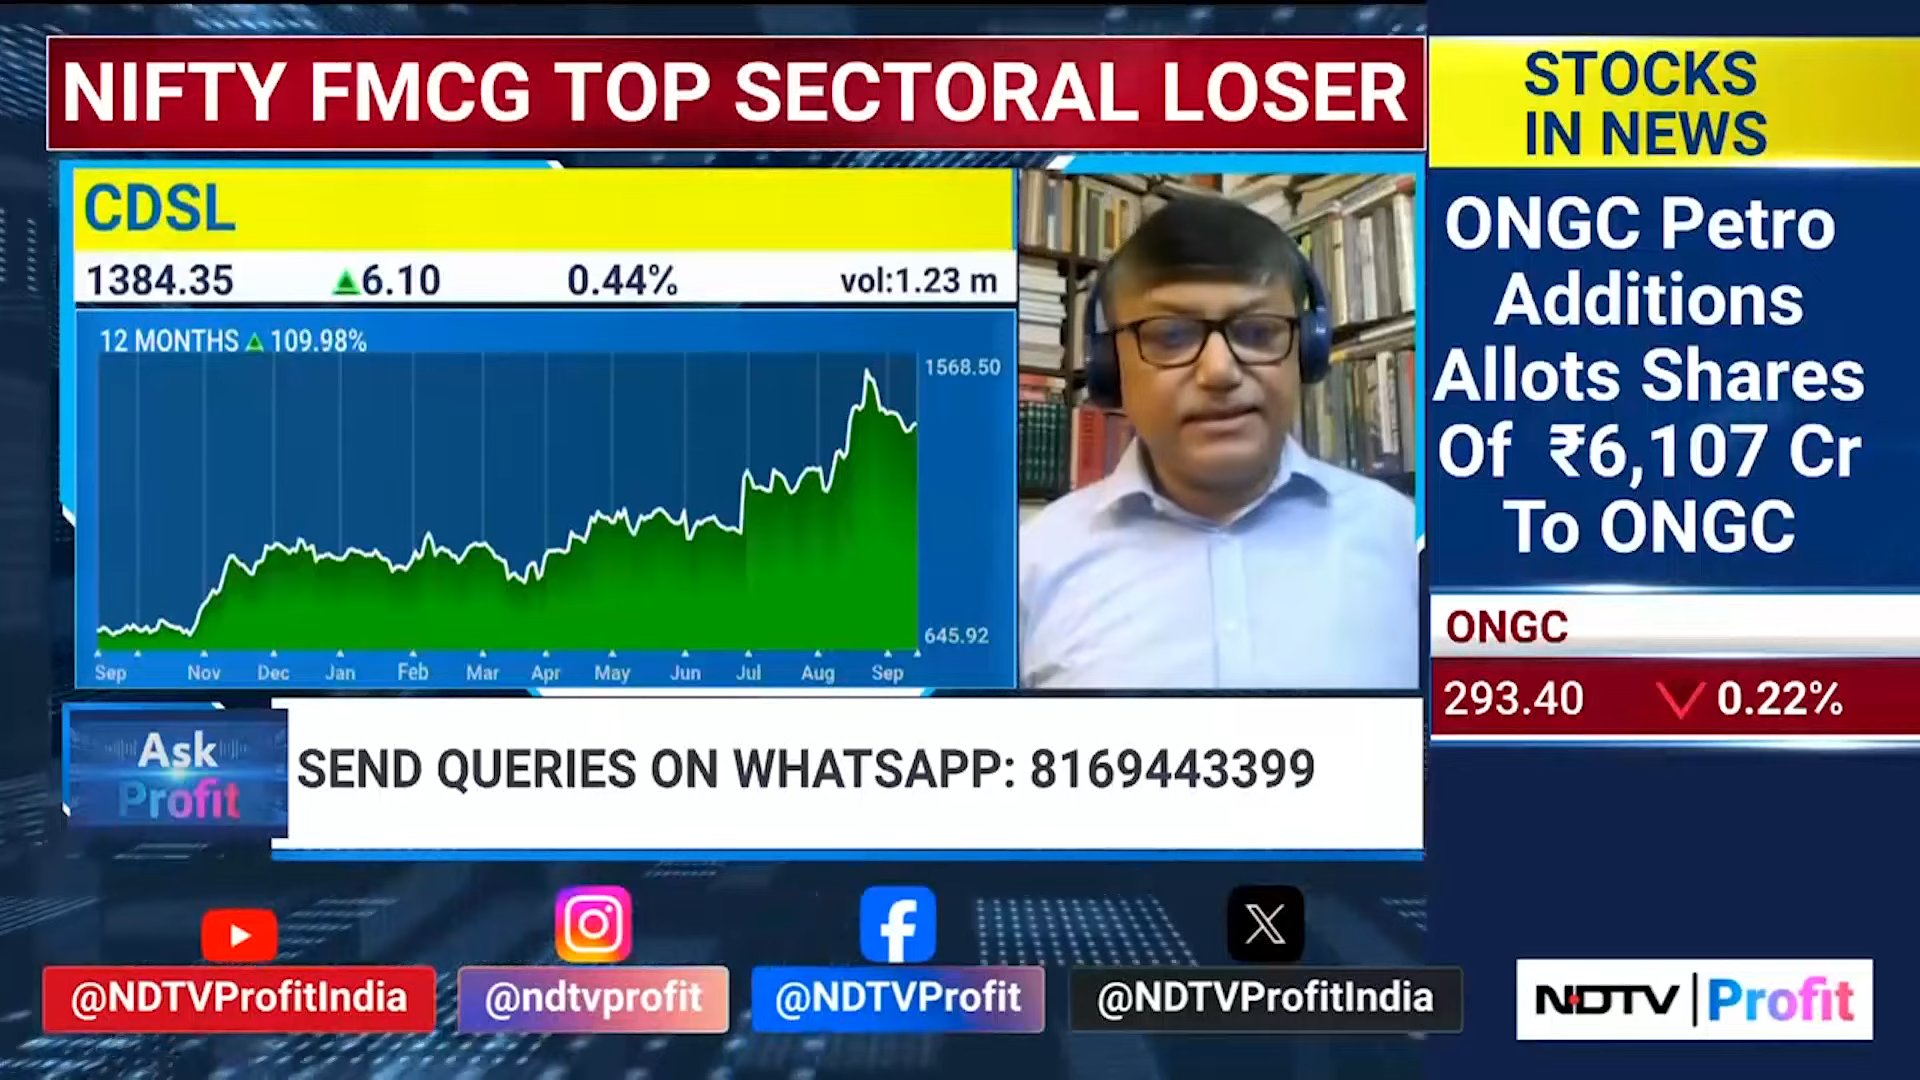 NIFTY FMCG TOP SECTORAL LOSER
CDSL
1384.35 ▲6.10 0.44% vol:1.23 m
12 MONTHS ▲ 109.98%
1568.50
645.92
Sep Nov Dec Jan Feb Mar Apr May Jun Jul Aug Sep
STOCKS
IN NEWS
ONGC Petro
Additions
Allots Shares
Of ₹6,107 Cr
To ONGC
ONGC
293.40 0.22%
Ask
Profit
SEND QUERIES ON WHATSAPP: 8169443399
@NDTVProfitIndia @ndtvprofit @NDTVProfit @NDTVProfitIndia
NDTV | Profit